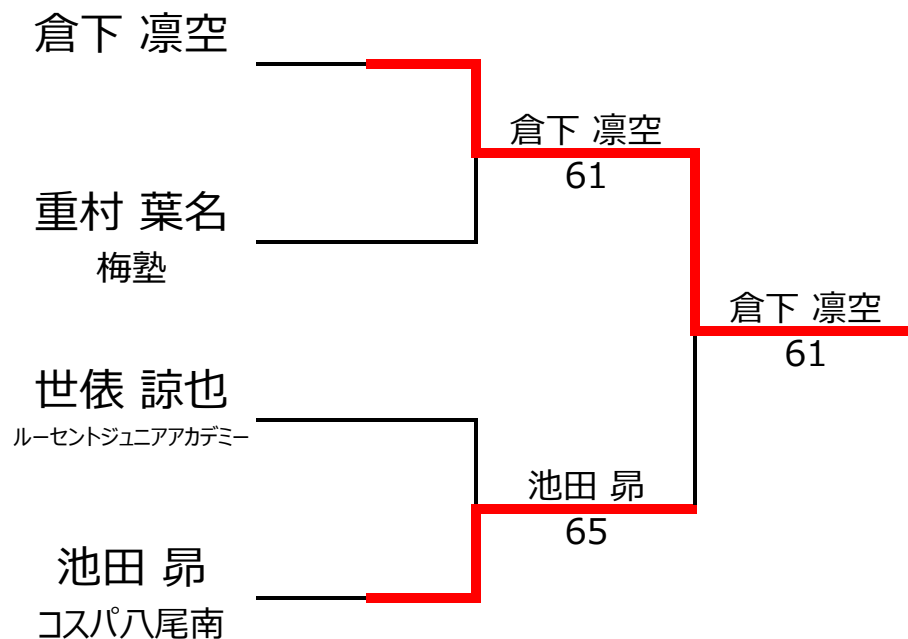 倉下 凛空
倉下 凛空
61
重村 葉名
梅塾
倉下 凛空
61
世俵 諒也
ルーセントジュニアアカデミー
池田 昴
65
池田 昴
コスパ八尾南